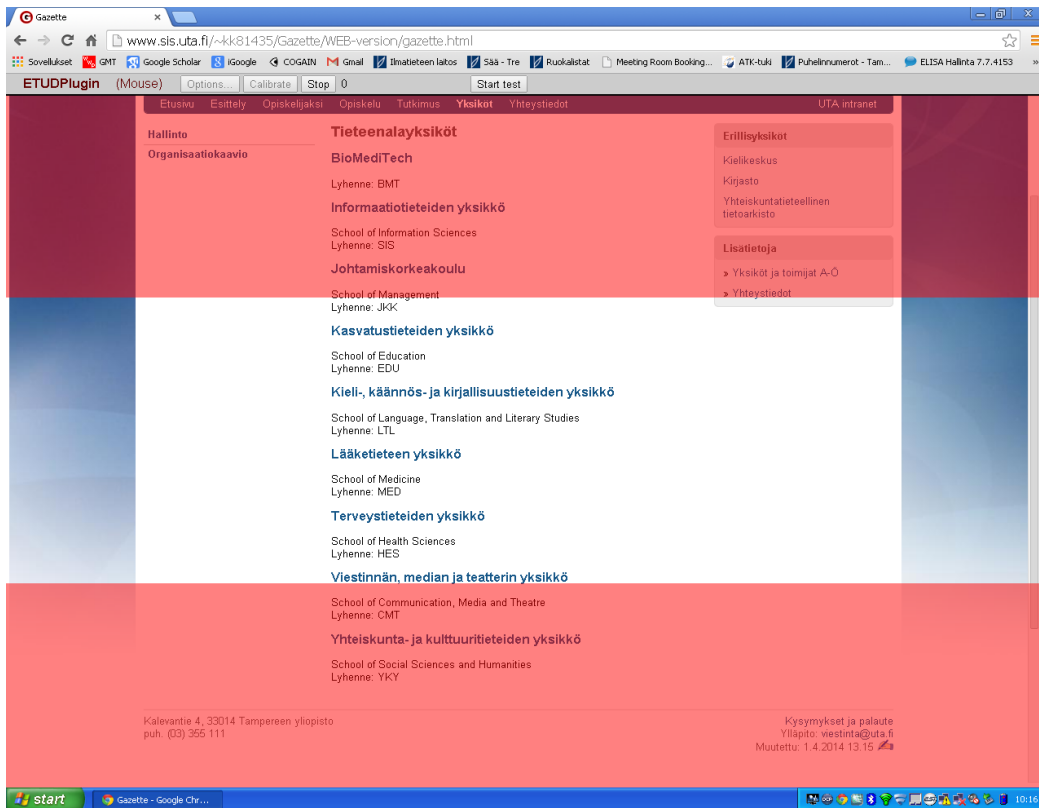 Gazette
www.sis.uta.fi/~kk81435/Gazette/WEB-version/gazette.html
Sovellukset GMT Google Scholar iGoogle COGAIN Gmail Ilmatieteen laitos Sää - Tre Ruokalistat Meeting Room Booking... ATK-tuki Puhelinnumerot - Tam... ELISA Hallinta 7.7.4153 »
ETUDPlugin (Mouse) Options... Calibrate Stop 0 Start test
Etusivu Esittely Opiskelijaksi Opiskelu Tutkimus Yksiköt Yhteystiedot UTA intranet
Hallinto
Organisaatiokaavio
Tieteenalayksiköt
BioMediTech
Lyhenne: BMT
Informaatiotieteiden yksikkö
School of Information Sciences
Lyhenne: SIS
Johtamiskorkeakoulu
School of Management
Lyhenne: JKK
Kasvatustieteiden yksikkö
School of Education
Lyhenne: EDU
Kieli-, käännös- ja kirjallisuustieteiden yksikkö
School of Language, Translation and Literary Studies
Lyhenne: LTL
Lääketieteen yksikkö
School of Medicine
Lyhenne: MED
Terveystieteiden yksikkö
School of Health Sciences
Lyhenne: HES
Viestinnän, median ja teatterin yksikkö
School of Communication, Media and Theatre
Lyhenne: CMT
Yhteiskunta- ja kulttuuritieteiden yksikkö
School of Social Sciences and Humanities
Lyhenne: YKY
Erillisyksiköt
Kielikeskus
Kirjasto
Yhteiskuntatieteellinen
tietoarkisto
Lisätietoja
» Yksiköt ja toimijat A-Ö
» Yhteystiedot
Kalevantie 4, 33014 Tampereen yliopisto
puh. (03) 355 111
Kysymykset ja palaute
Ylläpito: viestinta@uta.fi
Muutettu: 1.4.2014 13.15
start Gazette - Google Chr... 10:16